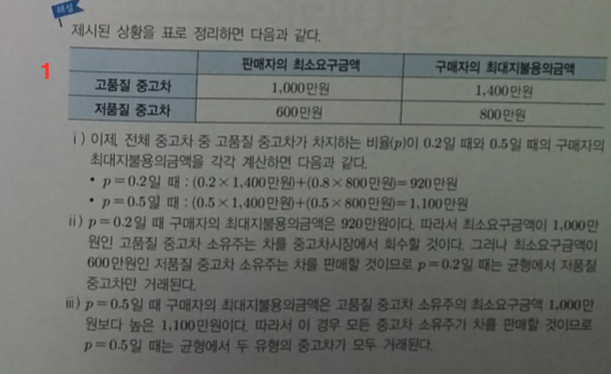 해설
제시된 상황을 표로 정리하면 다음과 같다.
1
판매자의 최소요구금액 구매자의 최대지불용의금액
고품질 중고차 1,000만원 1,400만원
저품질 중고차 600만원 800만원
ⅰ) 이제, 전체 중고차 중 고품질 중고차가 차지하는 비율(p)이 0.2일 때와 0.5일 때의 구매자의
최대지불용의금액을 각각 계산하면 다음과 같다.
• p=0.2일 때 : (0.2×1,400만원)+(0.8×800만원)=920만원
• p=0.5일 때 : (0.5×1,400만원)+(0.5×800만원)=1,100만원
ⅱ) p=0.2일 때 구매자의 최대지불용의금액은 920만원이다. 따라서 최소요구금액이 1,000만
원인 고품질 중고차 소유주는 차를 중고차시장에서 회수할 것이다. 그러나 최소요구금액이
600만원인 저품질 중고차 소유주는 차를 판매할 것이므로 p=0.2일 때는 균형에서 저품질
중고차만 거래된다.
ⅲ) p=0.5일 때 구매자의 최대지불용의금액은 고품질 중고차 소유주의 최소요구금액 1,000만
원보다 높은 1,100만원이다. 따라서 이 경우 모든 중고차 소유주가 차를 판매할 것이므로
p=0.5일 때는 균형에서 두 유형의 중고차가 모두 거래된다.